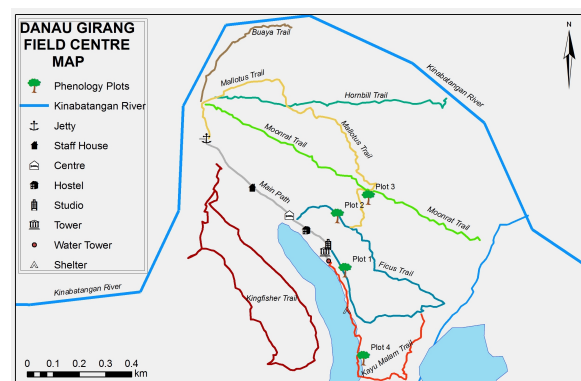 DANAU GIRANG
FIELD CENTRE
MAP
Phenology Plots
Kinabatangan River
Jetty
Staff House
Centre
Hostel
Studio
Tower
Water Tower
Shelter
Buaya Trail
N
Mallotus Trail
Hornbill Trail
Kinabatangan River
Moonrat Trail
Mallotus Trail
Main Path
Plot 3
Plot 2
Moonrat Trail
Plot 1
Ficus Trail
Kinabatangan River
Kingfisher Trail
Plot 4
Kayu Malam Trail
0 0.1 0.2 0.3 0.4
km